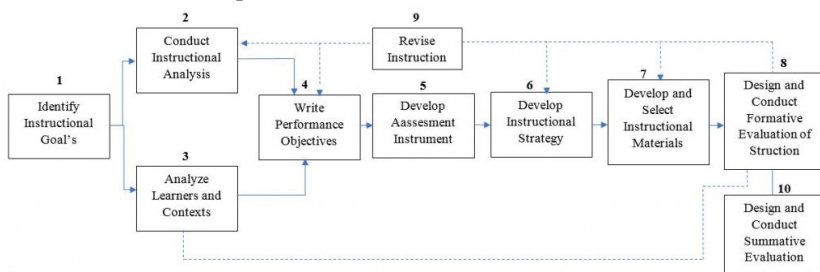 1
Identify
Instructional
Goal's
2
Conduct
Instructional
Analysis
3
Analyze
Learners and
Contexts
4
Write
Performance
Objectives
5
Develop
Aassesment
Instrument
6
Develop
Instructional
Strategy
7
Develop and
Select
Instructional
Materials
8
Design and
Conduct
Formative
Evaluation of
Struction
9
Revise
Instruction
10
Design and
Conduct
Summative
Evaluation